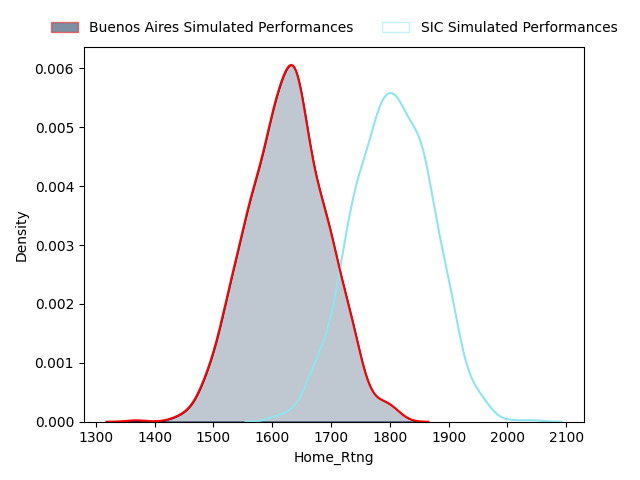 Buenos Aires Simulated Performances SIC Simulated Performances
0.006
0.005
0.004
0.003
0.002
0.001
0.000
Density
1300 1400 1500 1600 1700 1800 1900 2000 2100
Home_Rtng